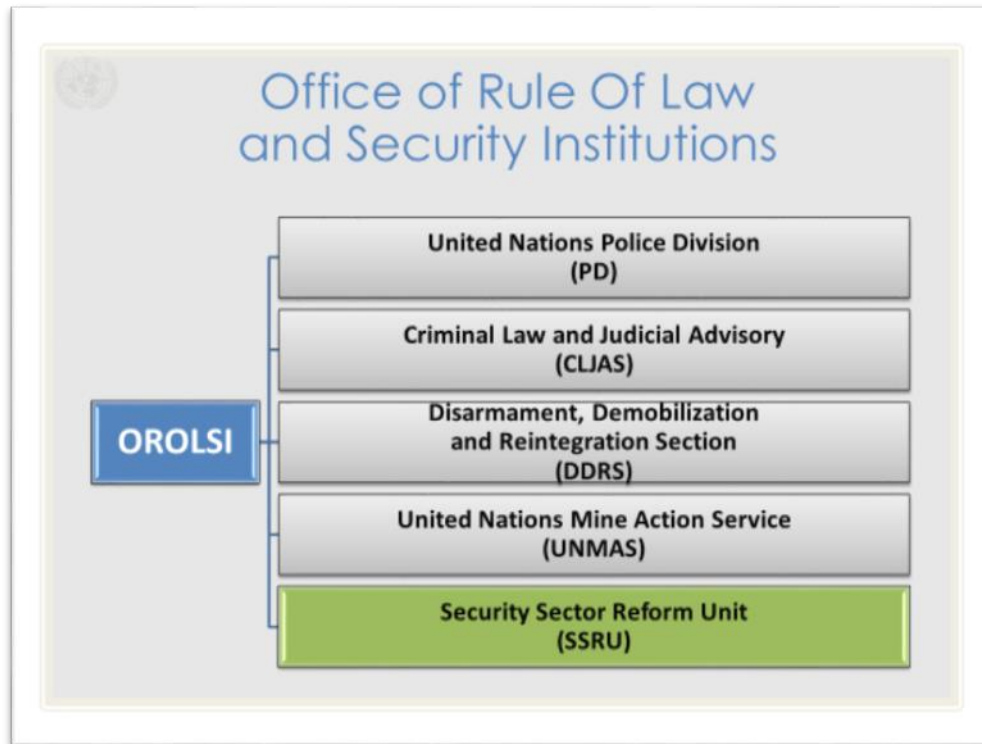 Office of Rule Of Law
and Security Institutions
OROLSI
United Nations Police Division
(PD)
Criminal Law and Judicial Advisory
(CLJAS)
Disarmament, Demobilization
and Reintegration Section
(DDRS)
United Nations Mine Action Service
(UNMAS)
Security Sector Reform Unit
(SSRU)